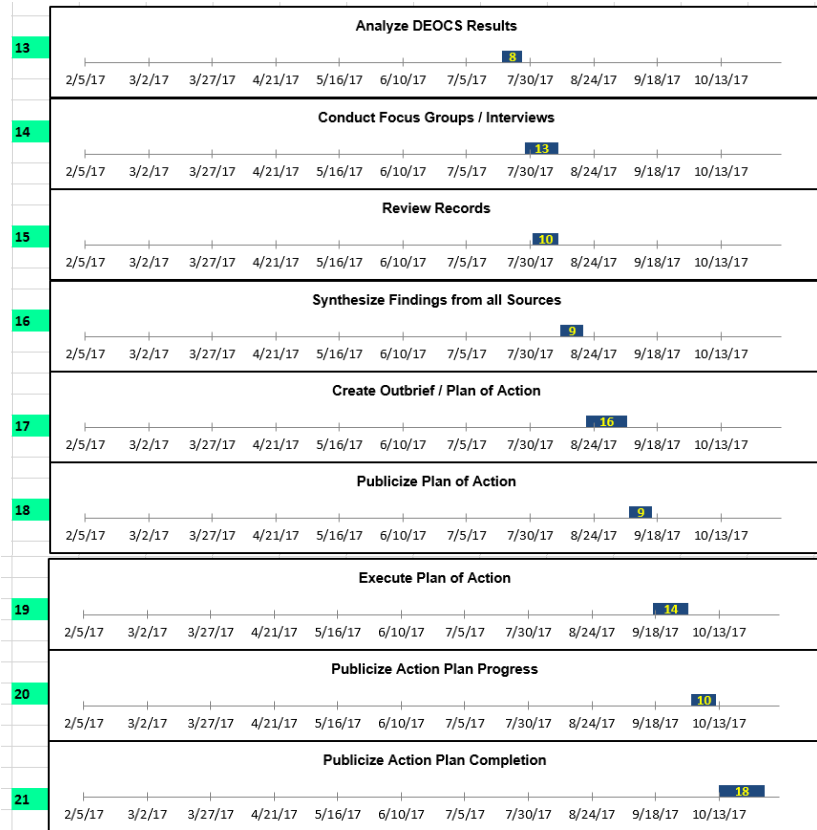 Analyze DEOCS Results
13
8
2/5/17 3/2/17 3/27/17 4/21/17 5/16/17 6/10/17 7/5/17 7/30/17 8/24/17 9/18/17 10/13/17
Conduct Focus Groups / Interviews
14
13
2/5/17 3/2/17 3/27/17 4/21/17 5/16/17 6/10/17 7/5/17 7/30/17 8/24/17 9/18/17 10/13/17
Review Records
15
10
2/5/17 3/2/17 3/27/17 4/21/17 5/16/17 6/10/17 7/5/17 7/30/17 8/24/17 9/18/17 10/13/17
Synthesize Findings from all Sources
16
9
2/5/17 3/2/17 3/27/17 4/21/17 5/16/17 6/10/17 7/5/17 7/30/17 8/24/17 9/18/17 10/13/17
Create Outbrief / Plan of Action
17
16
2/5/17 3/2/17 3/27/17 4/21/17 5/16/17 6/10/17 7/5/17 7/30/17 8/24/17 9/18/17 10/13/17
Publicize Plan of Action
18
9
2/5/17 3/2/17 3/27/17 4/21/17 5/16/17 6/10/17 7/5/17 7/30/17 8/24/17 9/18/17 10/13/17
Execute Plan of Action
19
14
2/5/17 3/2/17 3/27/17 4/21/17 5/16/17 6/10/17 7/5/17 7/30/17 8/24/17 9/18/17 10/13/17
Publicize Action Plan Progress
20
10
2/5/17 3/2/17 3/27/17 4/21/17 5/16/17 6/10/17 7/5/17 7/30/17 8/24/17 9/18/17 10/13/17
Publicize Action Plan Completion
21
18
2/5/17 3/2/17 3/27/17 4/21/17 5/16/17 6/10/17 7/5/17 7/30/17 8/24/17 9/18/17 10/13/17